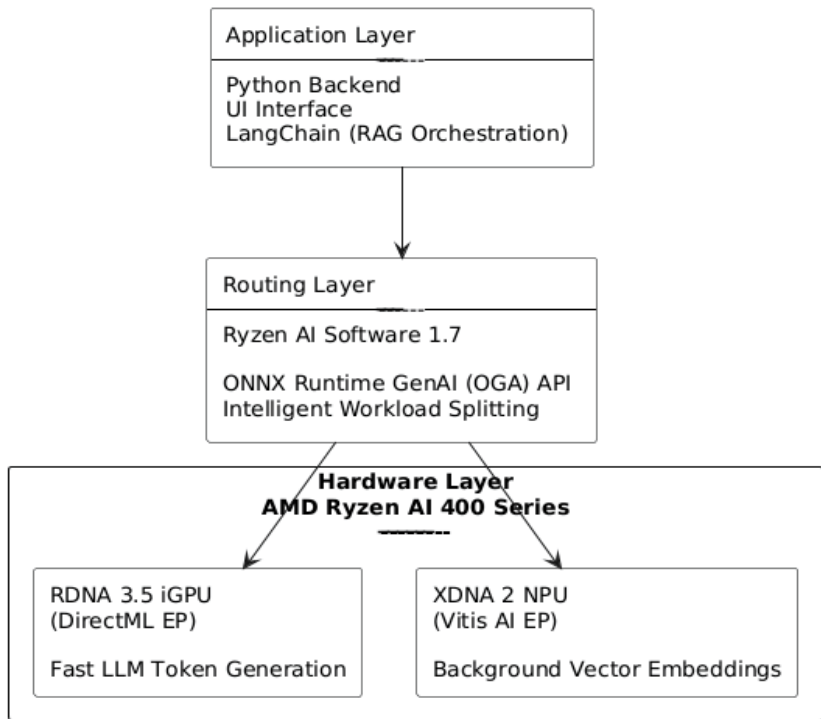 Application Layer
Python Backend
UI Interface
LangChain (RAG Orchestration)
Routing Layer
Ryzen AI Software 1.7
ONNX Runtime GenAI (OGA) API
Intelligent Workload Splitting
Hardware Layer
AMD Ryzen AI 400 Series
RDNA 3.5 iGPU
(DirectML EP)
Fast LLM Token Generation
XDNA 2 NPU
(Vitis AI EP)
Background Vector Embeddings